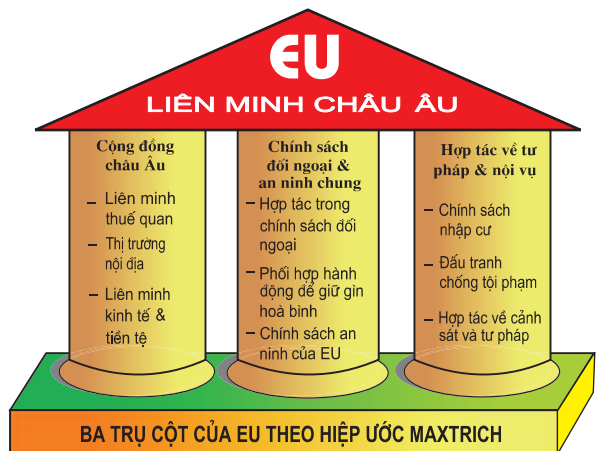 EU
LIÊN MINH CHÂU ÂU
Cộng đồng
châu Âu
– Liên minh
thuế quan
– Thị trường
nội địa
– Liên minh
kinh tế &
tiền tệ
Chính sách
đối ngoại &
an ninh chung
– Hợp tác trong
chính sách đối
ngoại
– Phối hợp hành
động để giữ gìn
hoà bình
– Chính sách an
ninh của EU
Hợp tác về tư
pháp & nội vụ
– Chính sách
nhập cư
– Đấu tranh
chống tội phạm
– Hợp tác về cảnh
sát và tư pháp
BA TRỤ CỘT CỦA EU THEO HIỆP ƯỚC MAXTRICH